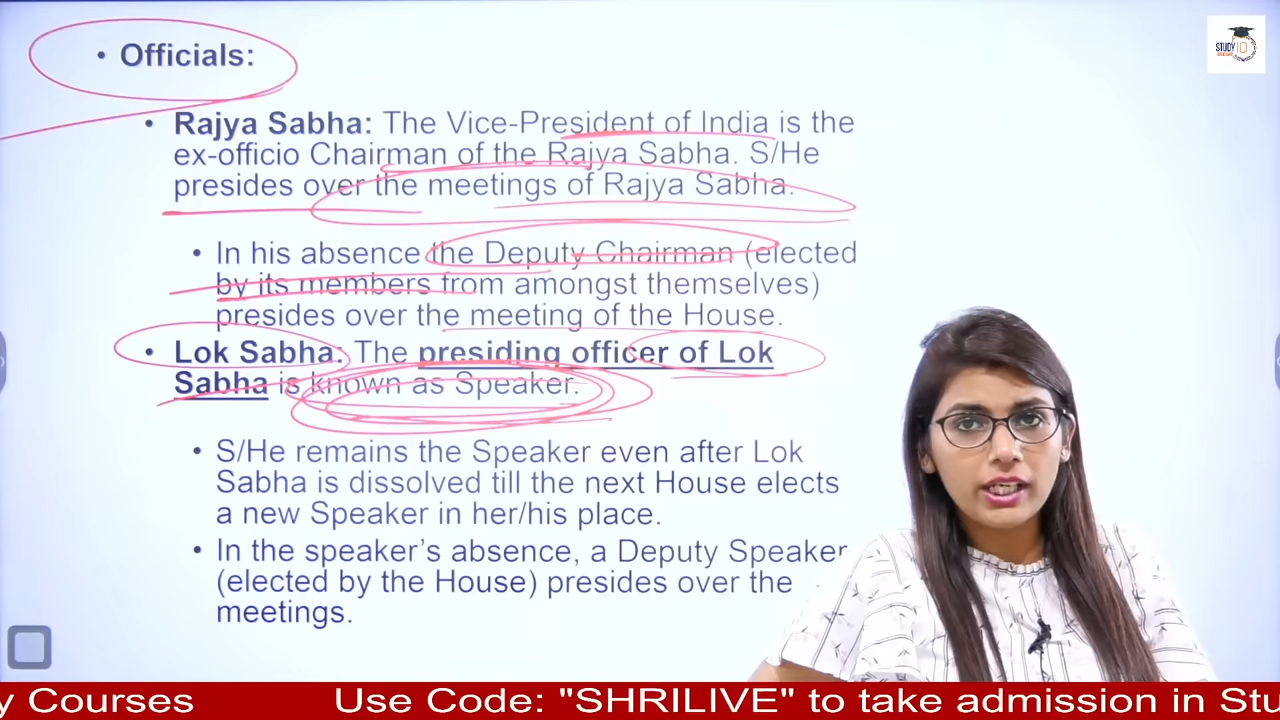 • Officials:
STUDY IQ
• Rajya Sabha: The Vice-President of India is the
ex-officio Chairman of the Rajya Sabha. S/He
presides over the meetings of Rajya Sabha.
• In his absence the Deputy Chairman (elected
by its members from amongst themselves)
presides over the meeting of the House.
• Lok Sabha: The presiding officer of Lok
Sabha is known as Speaker.
• S/He remains the Speaker even after Lok
Sabha is dissolved till the next House elects
a new Speaker in her/his place.
• In the speaker's absence, a Deputy Speaker
(elected by the House) presides over the
meetings.
y Courses Use Code: "SHRILIVE" to take admission in Stu